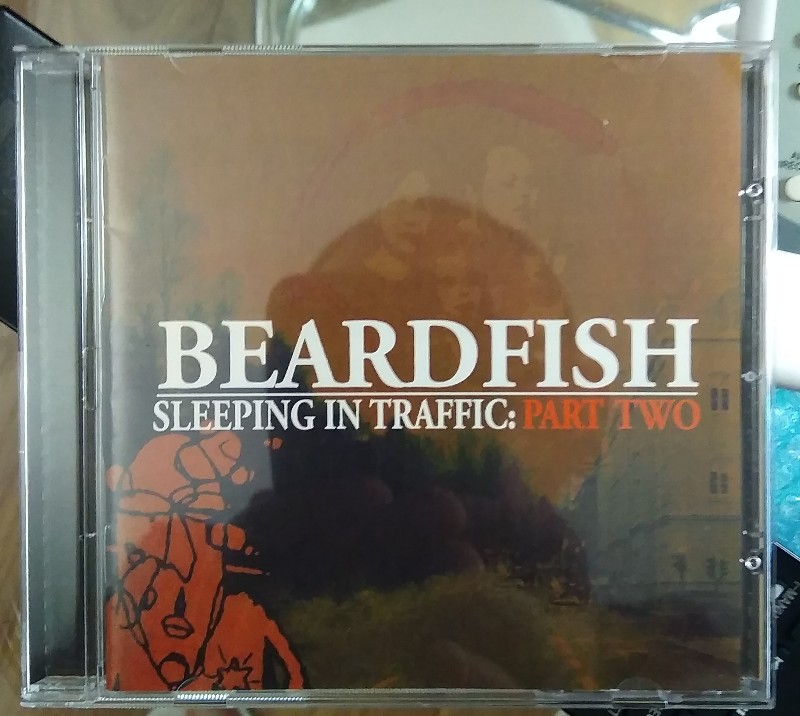 BEARDFISH
SLEEPING IN TRAFFIC: PART TWO